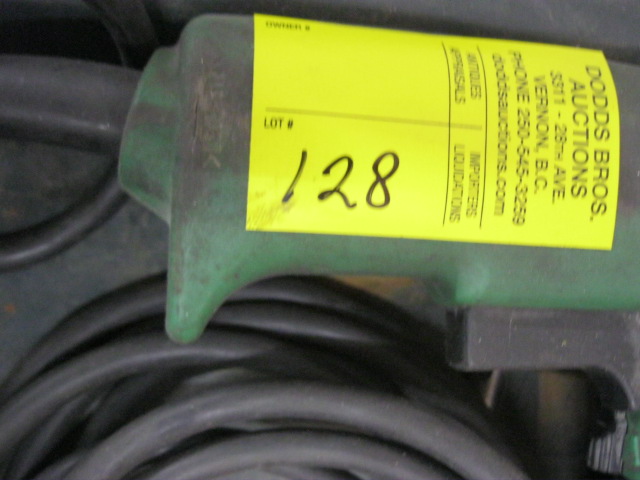 OWNER #
LOT #
128
DODDS BROS.
AUCTIONS
3311 - 28TH AVE.
VERNON, B.C.
PHONE 250-545-3259
doddsauctions.com
ANTIQUES IMPORTERS
APPRAISALS LIQUIDATIONS